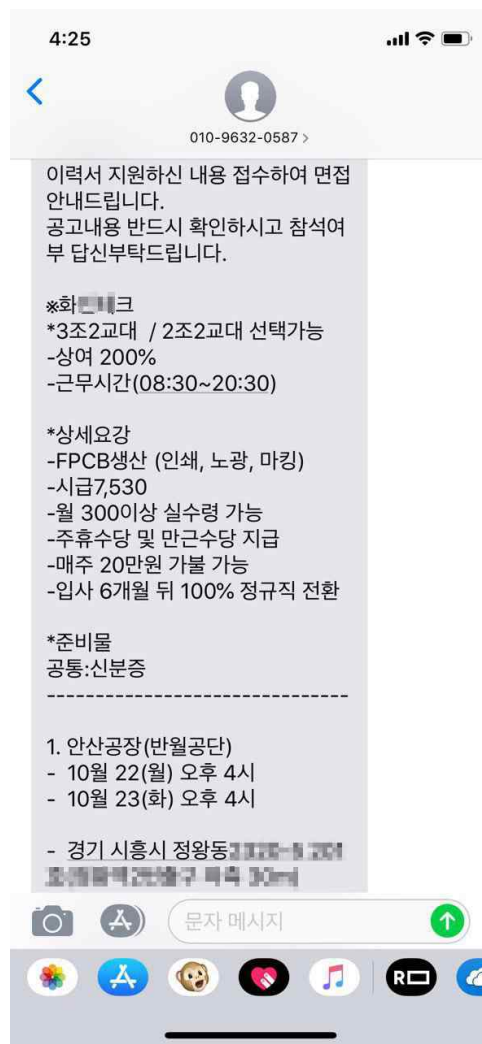 4:25
010-9632-0587 >
이력서 지원하신 내용 접수하여 면접
안내드립니다.
공고내용 반드시 확인하시고 참석여
부 답신부탁드립니다.
※화 크
*3조2교대 / 2조2교대 선택가능
-상여 200%
-근무시간(08:30~20:30)
*상세요강
-FPCB생산 (인쇄, 노광, 마킹)
-시급7,530
-월 300이상 실수령 가능
-주휴수당 및 만근수당 지급
-매주 20만원 가불 가능
-입사 6개월 뒤 100% 정규직 전환
*준비물
공통:신분증
-------------------------------
1. 안산공장(반월공단)
- 10월 22(월) 오후 4시
- 10월 23(화) 오후 4시
- 경기 시흥시 정왕동
문자 메시지